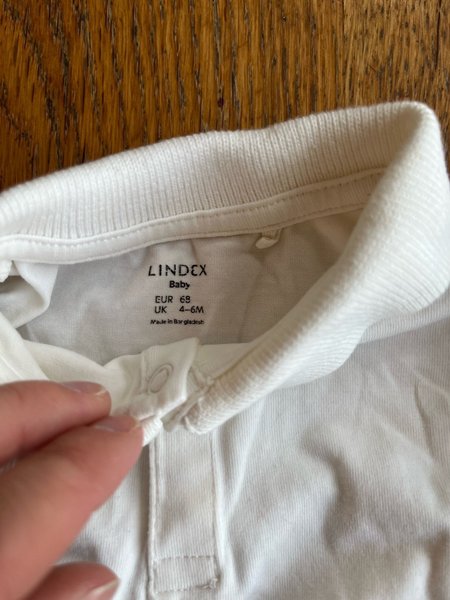 LINDEX
Baby
EUR 68
UK 4-6M
Made in Bangladesh